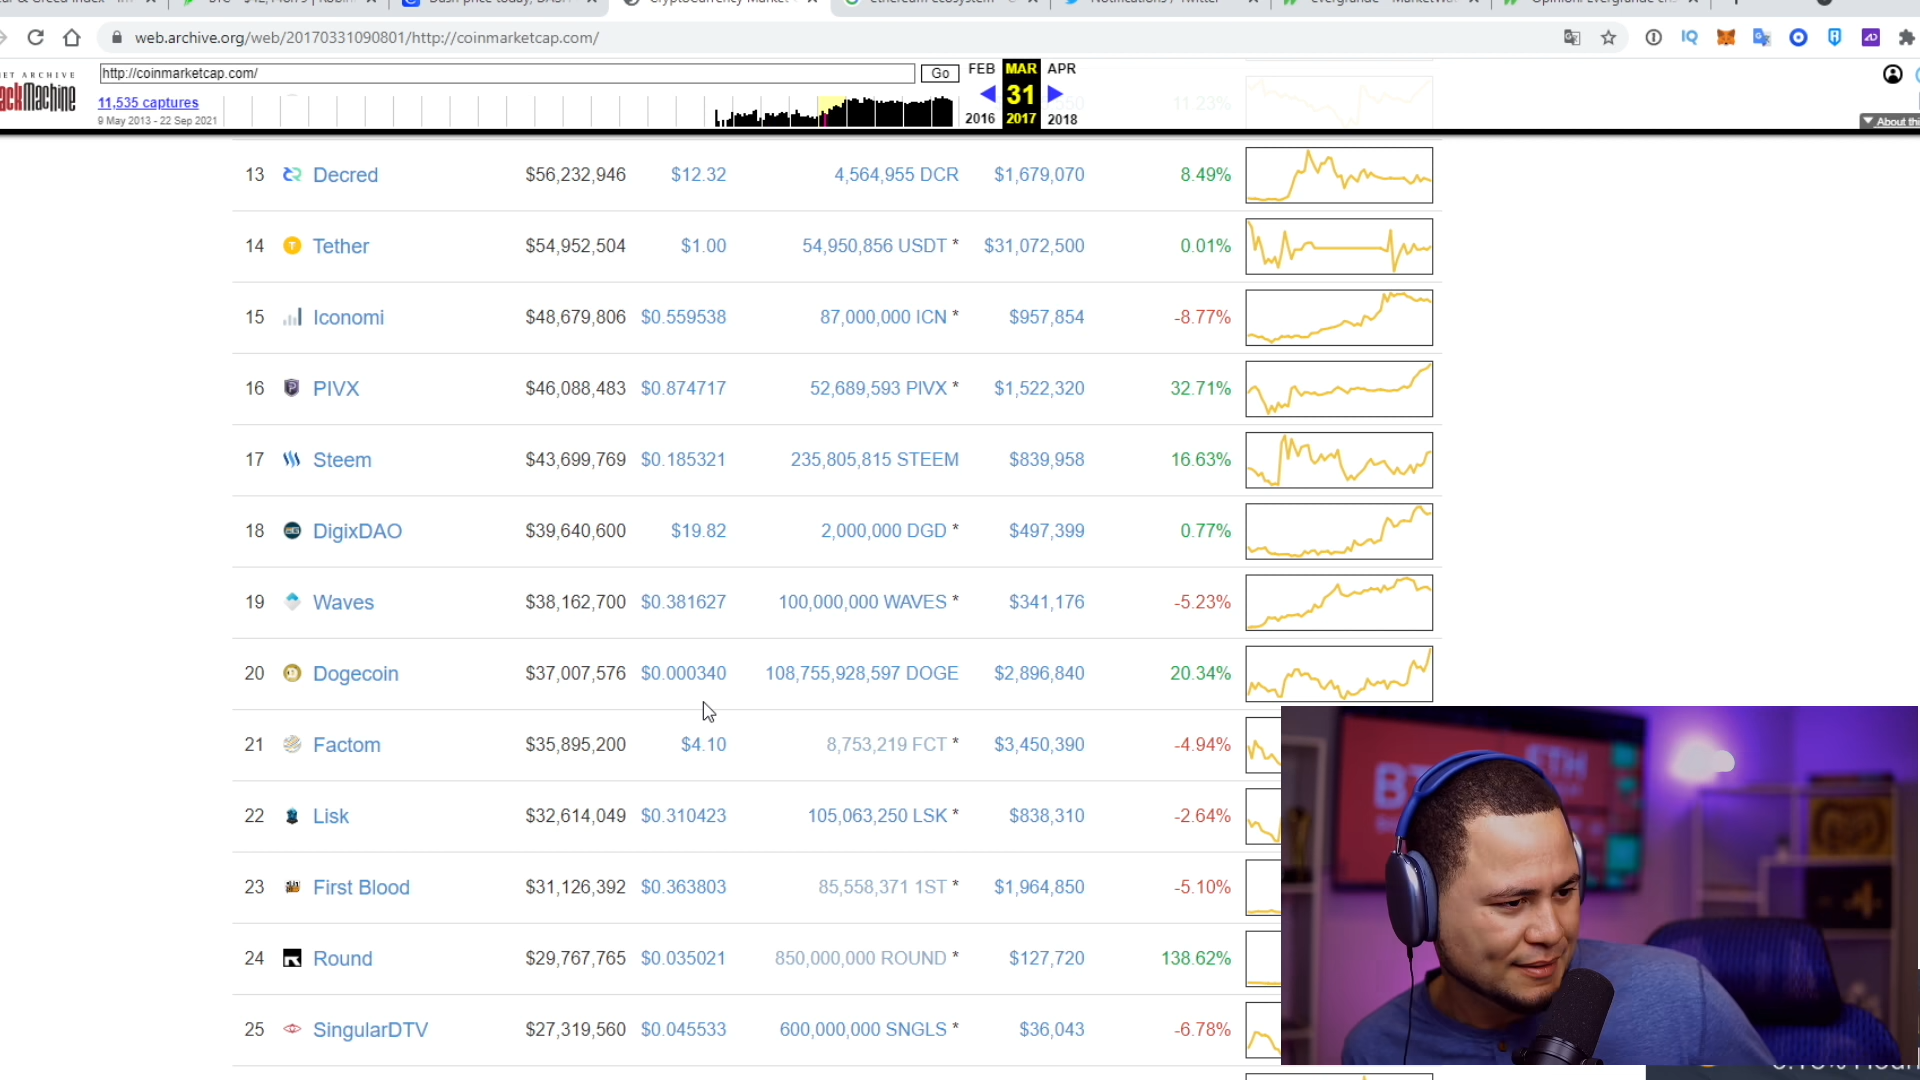 web.archive.org/web/20170331090801/http://coinmarketcap.com/
http://coinmarketcap.com/ Go FEB MAR APR
11,535 captures 31
9 May 2013 - 22 Sep 2021 2016 2017 2018
About thi
11.23%
13 Decred $56,232,946 $12.32 4,564,955 DCR $1,679,070 8.49%
14 Tether $54,952,504 $1.00 54,950,856 USDT * $31,072,500 0.01%
15 Iconomi $48,679,806 $0.559538 87,000,000 ICN * $957,854 -8.77%
16 PIVX $46,088,483 $0.874717 52,689,593 PIVX * $1,522,320 32.71%
17 Steem $43,699,769 $0.185321 235,805,815 STEEM $839,958 16.63%
18 DigixDAO $39,640,600 $19.82 2,000,000 DGD * $497,399 0.77%
19 Waves $38,162,700 $0.381627 100,000,000 WAVES * $341,176 -5.23%
20 Dogecoin $37,007,576 $0.000340 108,755,928,597 DOGE $2,896,840 20.34%
21 Factom $35,895,200 $4.10 8,753,219 FCT * $3,450,390 -4.94%
22 Lisk $32,614,049 $0.310423 105,063,250 LSK * $838,310 -2.64%
23 First Blood $31,126,392 $0.363803 85,558,371 1ST * $1,964,850 -5.10%
24 Round $29,767,765 $0.035021 850,000,000 ROUND * $127,720 138.62%
25 SingularDTV $27,319,560 $0.045533 600,000,000 SNGLS * $36,043 -6.78%
ETH